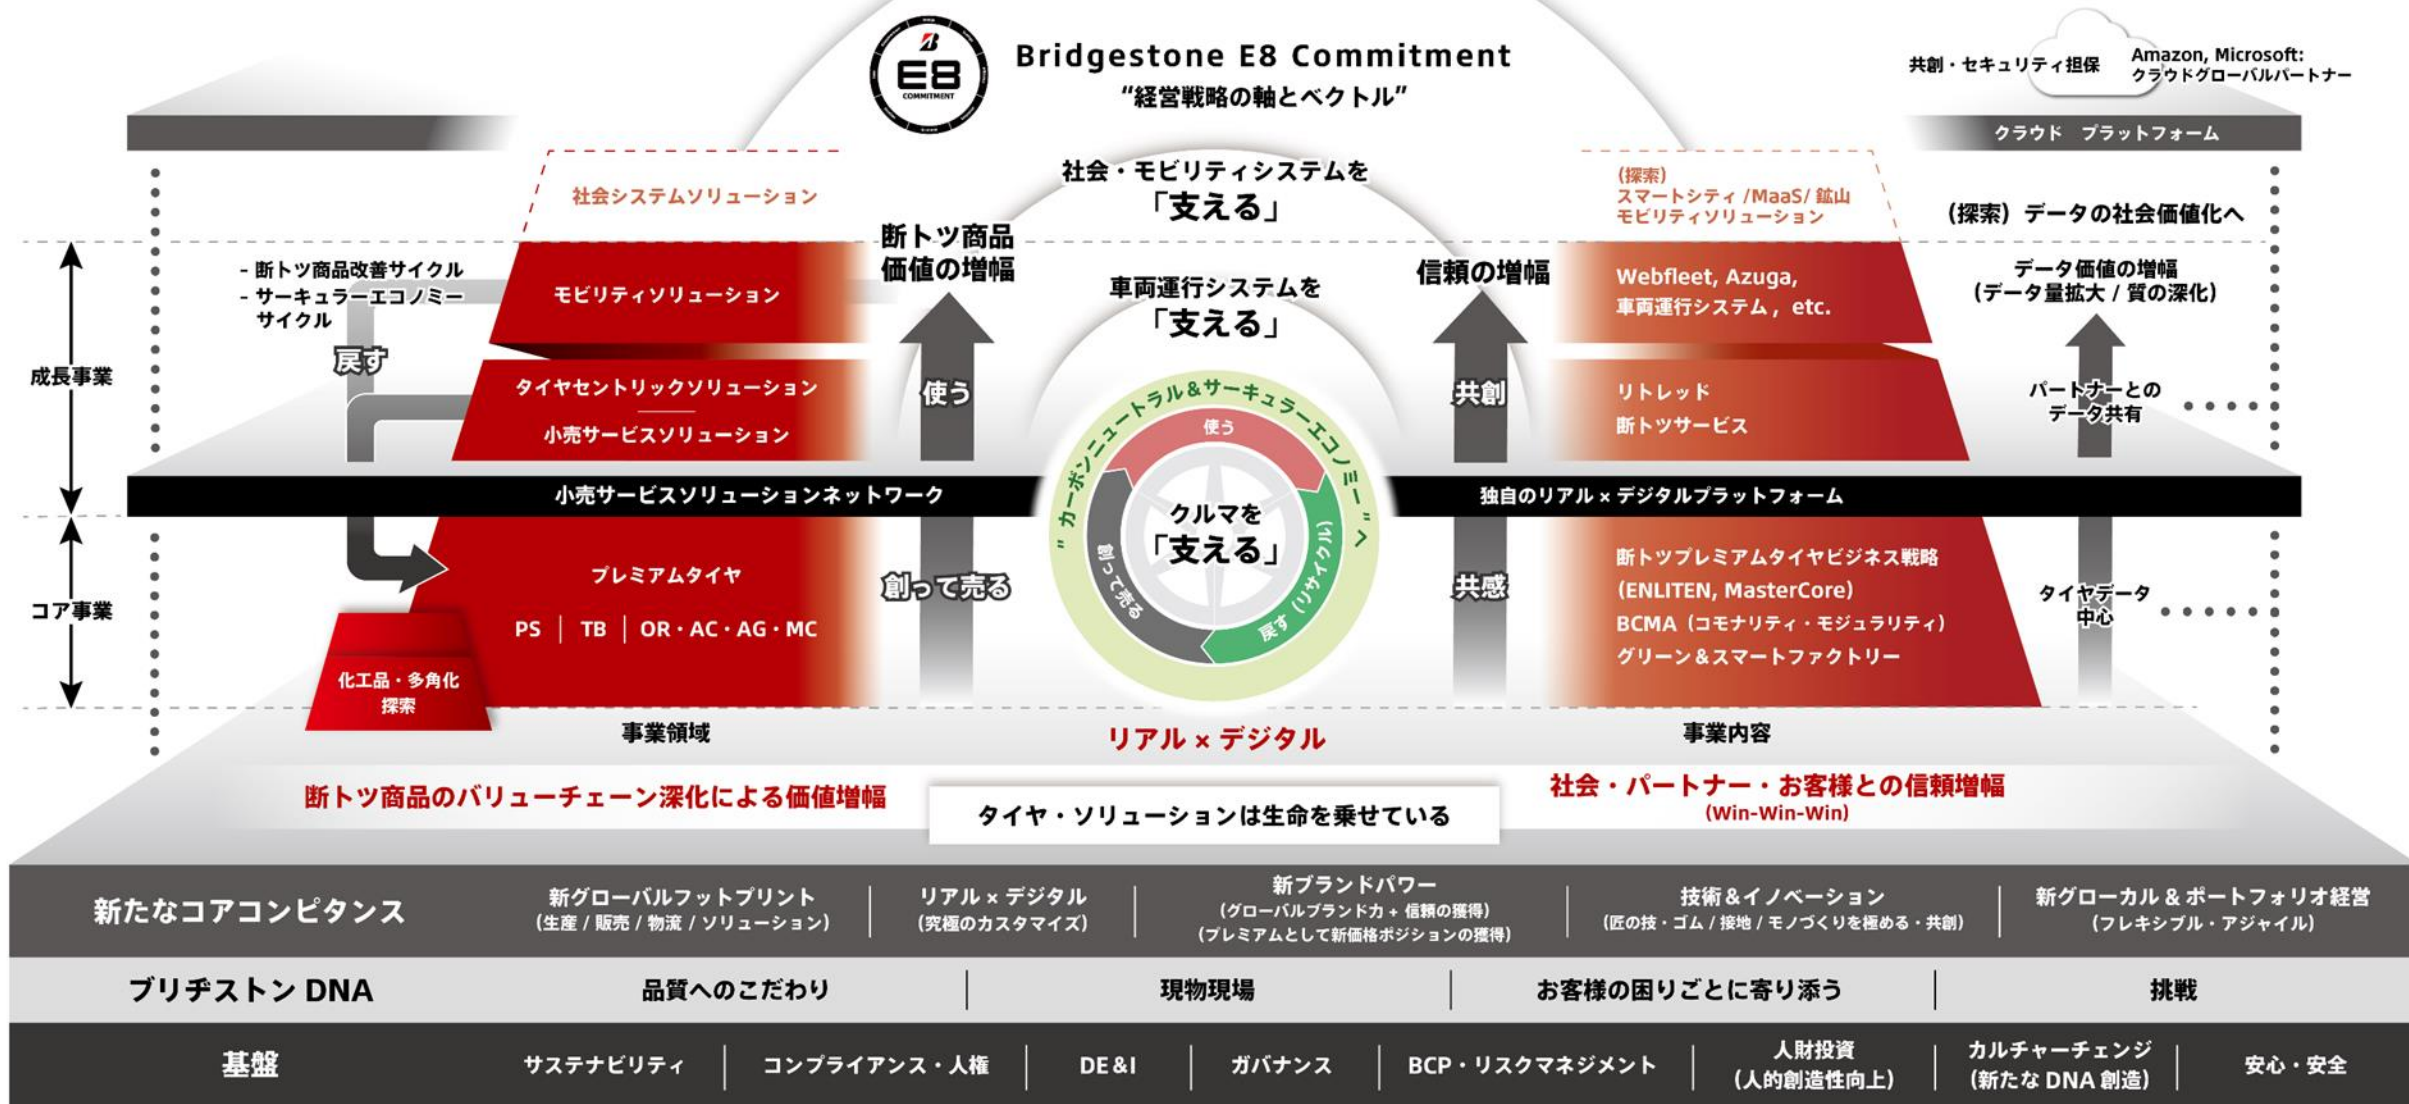 E8
COMMITMENT
Bridgestone E8 Commitment
“経営戦略の軸とベクトル”
共創・セキュリティ担保
Amazon, Microsoft:
クラウドグローバルパートナー
クラウド プラットフォーム
社会システムソリューション
社会・モビリティシステムを
「支える」
(探索)
スマートシティ /MaaS/ 鉱山
モビリティソリューション
(探索) データの社会価値化へ
断トツ商品
価値の増幅
- 断トツ商品改善サイクル
- サーキュラーエコノミー
サイクル
モビリティソリューション
車両運行システムを
「支える」
信頼の増幅
Webfleet, Azuga,
車両運行システム , etc.
データ価値の増幅
(データ量拡大 / 質の深化)
戻す
成長事業
タイヤセントリックソリューション
小売サービスソリューション
使う
共創
リトレッド
断トツサービス
パートナーとの
データ共有
小売サービスソリューションネットワーク
独自のリアル × デジタルプラットフォーム
“カーボンニュートラル&サーキュラーエコノミー”へ
使う
創って売る
戻す (リサイクル)
クルマを
「支える」
コア事業
プレミアムタイヤ
PS | TB | OR・AC・AG・MC
化工品・多角化
探索
創って売る
共感
断トツプレミアムタイヤビジネス戦略
(ENLITEN, MasterCore)
BCMA (コモナリティ・モジュラリティ)
グリーン&スマートファクトリー
タイヤデータ
中心
事業領域
リアル × デジタル
事業内容
断トツ商品のバリューチェーン深化による価値増幅
タイヤ・ソリューションは生命を乗せている
社会・パートナー・お客様との信頼増幅
(Win-Win-Win)
新たなコアコンピタンス
新グローバルフットプリント
(生産 / 販売 / 物流 / ソリューション)
リアル × デジタル
(究極のカスタマイズ)
新ブランドパワー
(グローバルブランド力 + 信頼の獲得)
(プレミアムとして新価格ポジションの獲得)
技術&イノベーション
(匠の技・ゴム / 接地 / モノづくりを極める・共創)
新グローカル & ポートフォリオ経営
(フレキシブル・アジャイル)
ブリヂストン DNA
品質へのこだわり
現物現場
お客様の困りごとに寄り添う
挑戦
基盤
サステナビリティ
コンプライアンス・人権
DE&I
ガバナンス
BCP・リスクマネジメント
人財投資
(人的創造性向上)
カルチャーチェンジ
(新たな DNA 創造)
安心・安全